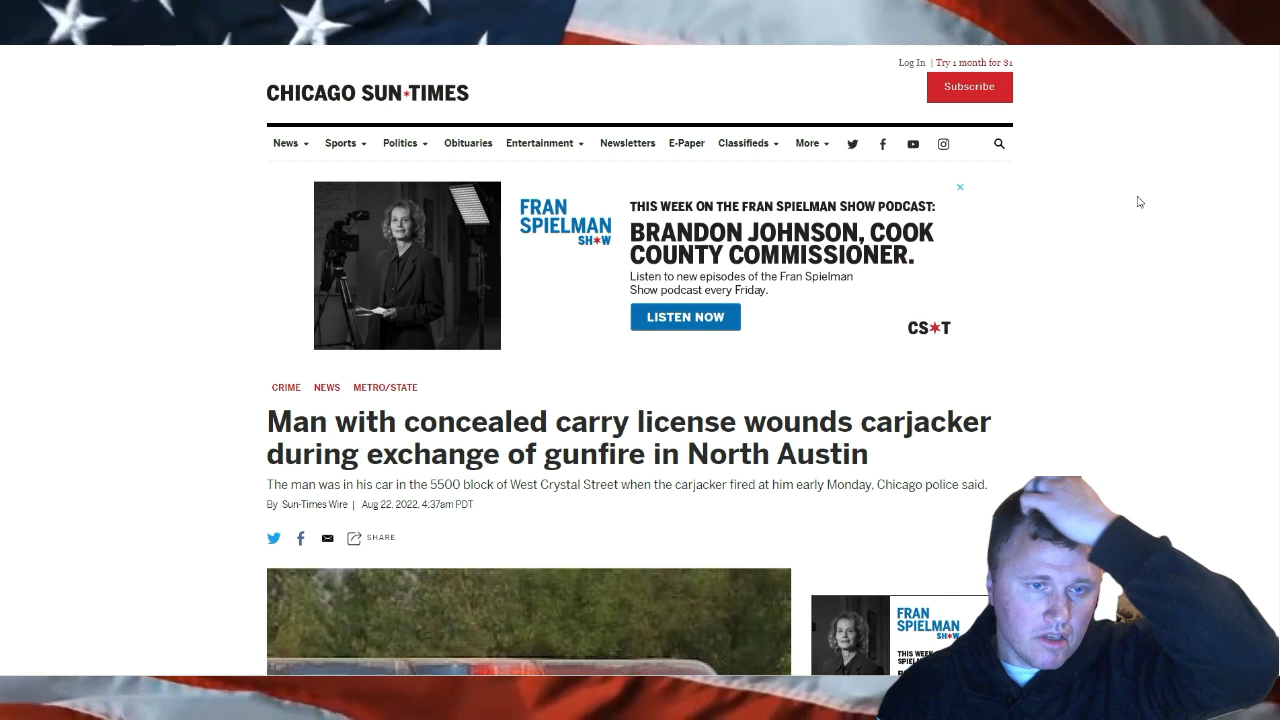 Log In | Try 1 month for $1
CHICAGO SUN★TIMES
Subscribe
News Sports Politics Obituaries Entertainment Newsletters E-Paper Classifieds More
THIS WEEK ON THE FRAN SPIELMAN SHOW PODCAST:
FRAN
SPIELMAN
SH★W
BRANDON JOHNSON, COOK
COUNTY COMMISSIONER.
Listen to new episodes of the Fran Spielman
Show podcast every Friday.
LISTEN NOW
CS★T
CRIME NEWS METRO/STATE
Man with concealed carry license wounds carjacker
during exchange of gunfire in North Austin
The man was in his car in the 5500 block of West Crystal Street when the carjacker fired at him early Monday, Chicago police said.
By Sun-Times Wire | Aug 22, 2022, 4:37am PDT
SHARE
FRAN
SPIELMAN
SH★W
THIS WEEK